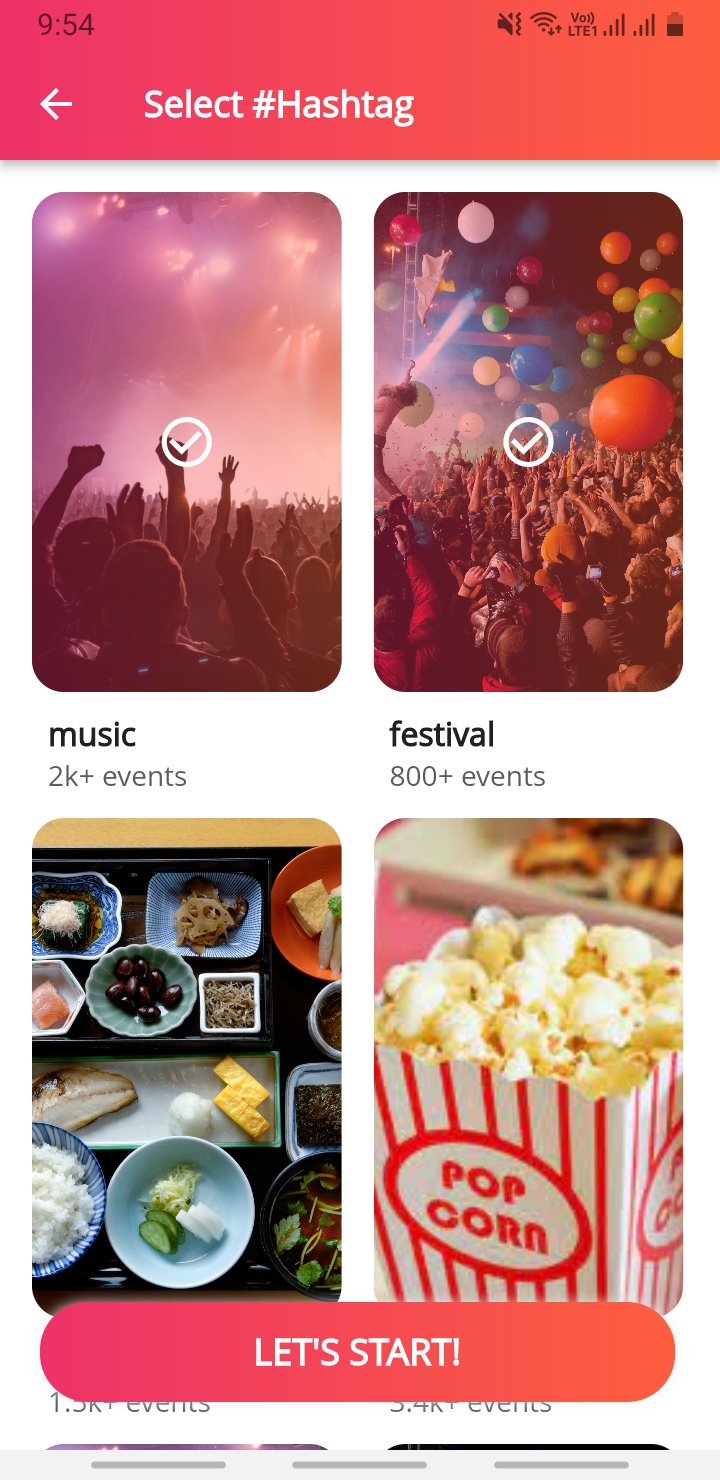 9:54
Vo)) LTE1
Select #Hashtag
music
2k+ events
festival
800+ events
POP
CORN
LET'S START!
1.5k+ events
3.4k+ events